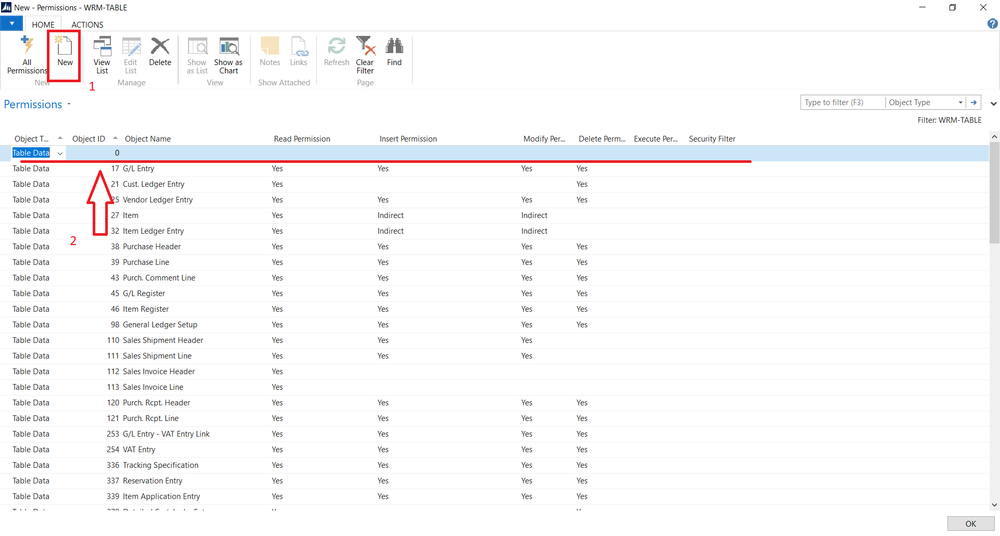 New - Permissions - WRM-TABLE
HOME ACTIONS
All Permissions
New
View List
Edit List
Delete
Show as List
Show as Chart
Notes
Links
Refresh
Clear Filter
Find
New
Manage
View
Show Attached
Page
1
Permissions
Type to filter (F3) Object Type
Filter: WRM-TABLE
Object T... Object ID Object Name Read Permission Insert Permission Modify Per... Delete Perm... Execute Per... Security Filter
Table Data 0
Table Data 17 G/L Entry Yes Yes Yes Yes
Table Data 21 Cust. Ledger Entry Yes Yes
Table Data 25 Vendor Ledger Entry Yes Yes Yes Yes
Table Data 27 Item Yes Indirect Indirect
Table Data 32 Item Ledger Entry Yes Indirect Indirect
2
Table Data 38 Purchase Header Yes Yes Yes Yes
Table Data 39 Purchase Line Yes Yes Yes Yes
Table Data 43 Purch. Comment Line Yes Yes Yes Yes
Table Data 45 G/L Register Yes Yes Yes Yes
Table Data 46 Item Register Yes Yes Yes Yes
Table Data 98 General Ledger Setup Yes Yes Yes Yes
Table Data 110 Sales Shipment Header Yes Yes Yes
Table Data 111 Sales Shipment Line Yes Yes Yes
Table Data 112 Sales Invoice Header Yes
Table Data 113 Sales Invoice Line Yes
Table Data 120 Purch. Rcpt. Header Yes Yes Yes Yes
Table Data 121 Purch. Rcpt. Line Yes Yes Yes Yes
Table Data 253 G/L Entry - VAT Entry Link Yes Yes Yes Yes
Table Data 254 VAT Entry Yes Yes Yes Yes
Table Data 336 Tracking Specification Yes Yes Yes Yes
Table Data 337 Reservation Entry Yes Yes Yes Yes
Table Data 339 Item Application Entry Yes Yes Yes Yes
OK